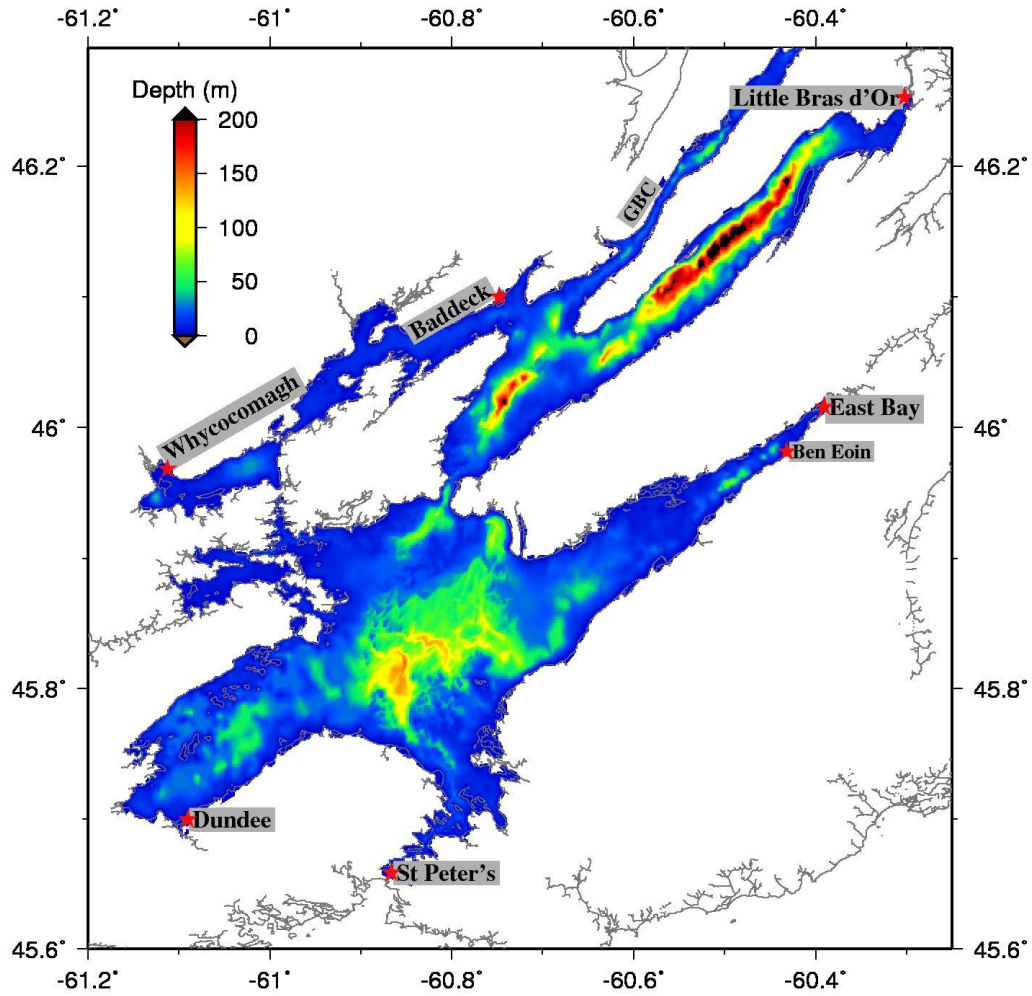 -61.2˚ -61˚ -60.8˚ -60.6˚ -60.4˚
Depth (m)
200
150
100
50
0
Little Bras d'Or
46.2˚ 46.2˚
GBC
Baddeck
Whycocomagh
46˚ 46˚
East Bay
Ben Eoin
45.8˚ 45.8˚
Dundee
St Peter's
45.6˚ 45.6˚
-61.2˚ -61˚ -60.8˚ -60.6˚ -60.4˚